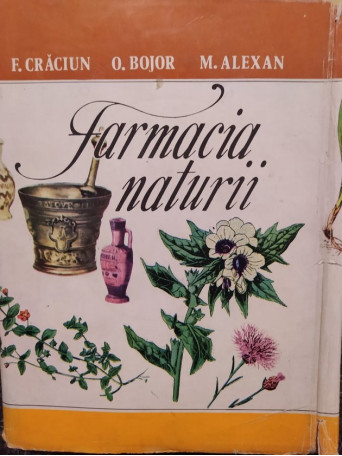 F. CRĂCIUN O. BOJOR M. ALEXAN
Farmacia
naturii